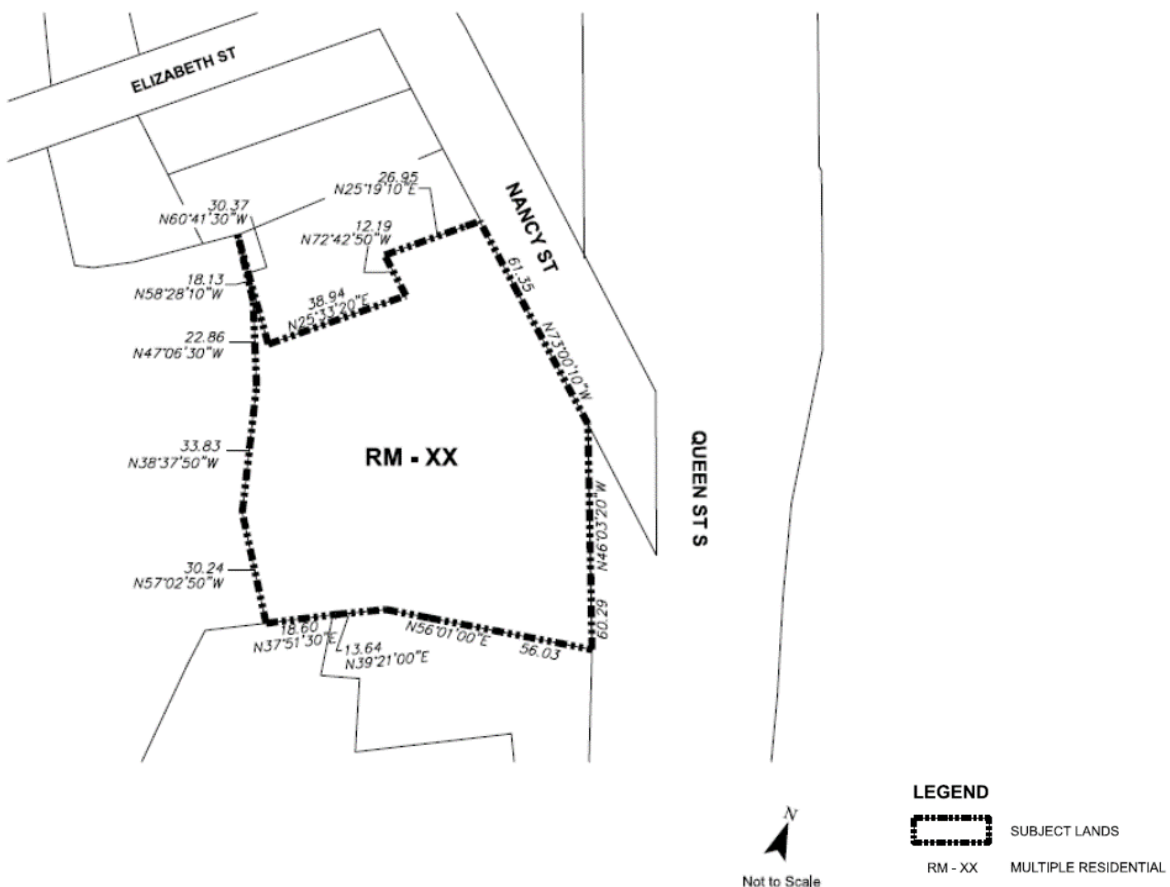 ELIZABETH ST
26.95
N25°19'10"E
30.37
N60°41'30"W
12.19
N72°42'50"W
NANCY ST
61.35
N73°00'10"W
18.13
N58°28'10"W
38.94
N25°33'20"E
22.86
N47°06'30"W
33.83
N38°37'50"W
RM - XX
QUEEN ST S
N46°03'20"W
60.29
30.24
N57°02'50"W
18.60
N37°51'30"E
13.64
N39°21'00"E
N56°01'00"E
56.03
N
Not to Scale
LEGEND
SUBJECT LANDS
RM - XX MULTIPLE RESIDENTIAL